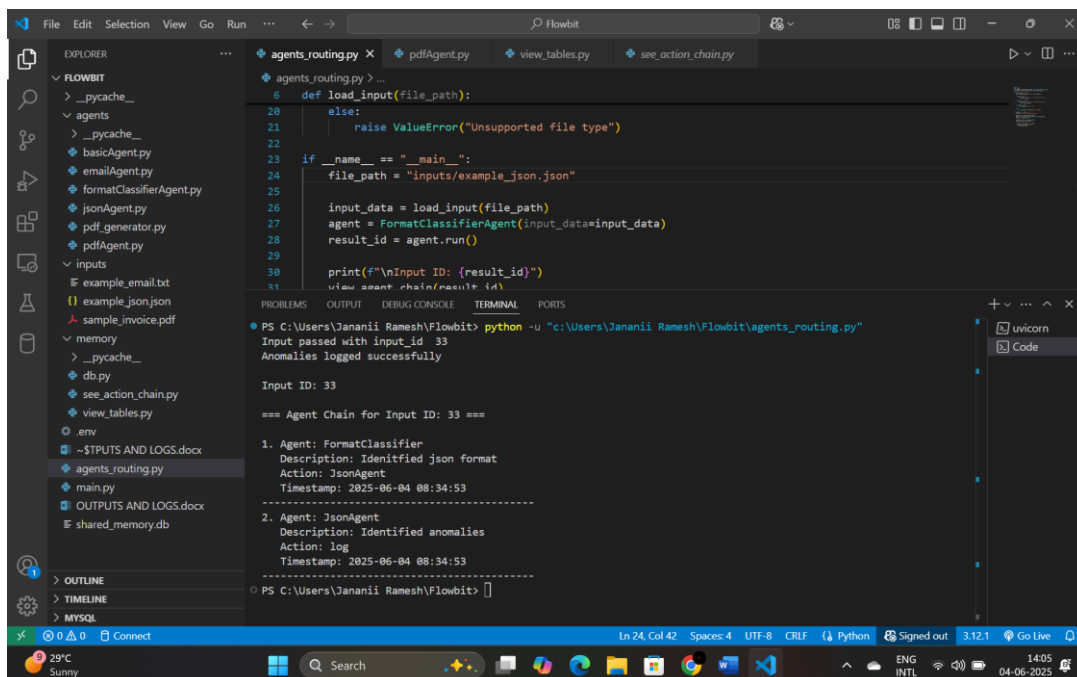 File Edit Selection View Go Run ... Flowbit
EXPLORER ...
FLOWBIT
__pycache__
agents
__pycache__
basicAgent.py
emailAgent.py
formatClassifierAgent.py
jsonAgent.py
pdf_generator.py
pdfAgent.py
inputs
example_email.txt
example_json.json
sample_invoice.pdf
memory
__pycache__
db.py
see_action_chain.py
view_tables.py
.env
~$TPUTS AND LOGS.docx
agents_routing.py
main.py
OUTPUTS AND LOGS.docx
shared_memory.db
OUTLINE
TIMELINE
MYSQL
agents_routing.py pdfAgent.py view_tables.py see_action_chain.py
agents_routing.py > ...
6 def load_input(file_path):
20 else:
21 raise ValueError("Unsupported file type")
22
23 if __name__ == "__main__":
24 file_path = "inputs/example_json.json"
25
26 input_data = load_input(file_path)
27 agent = FormatClassifierAgent(input_data=input_data)
28 result_id = agent.run()
29
30 print(f"\nInput ID: {result_id}")
31 view_agent_chain(result_id)
PROBLEMS OUTPUT DEBUG CONSOLE TERMINAL PORTS
PS C:\Users\Jananii Ramesh\Flowbit> python -u "c:\Users\Jananii Ramesh\Flowbit\agents_routing.py"
Input passed with input_id 33
Anomalies logged successfully
Input ID: 33
=== Agent Chain for Input ID: 33 ===
1. Agent: FormatClassifier
Description: Idenitfied json format
Action: JsonAgent
Timestamp: 2025-06-04 08:34:53
--------------------------------------------------
2. Agent: JsonAgent
Description: Identified anomalies
Action: log
Timestamp: 2025-06-04 08:34:53
--------------------------------------------------
PS C:\Users\Jananii Ramesh\Flowbit>
uvicorn
Code
1
0 0 0 Connect Ln 24, Col 42 Spaces: 4 UTF-8 CRLF Python Signed out 3.12.1 Go Live
9 29°C
Sunny
Search
ENG
INTL
14:05
04-06-2025